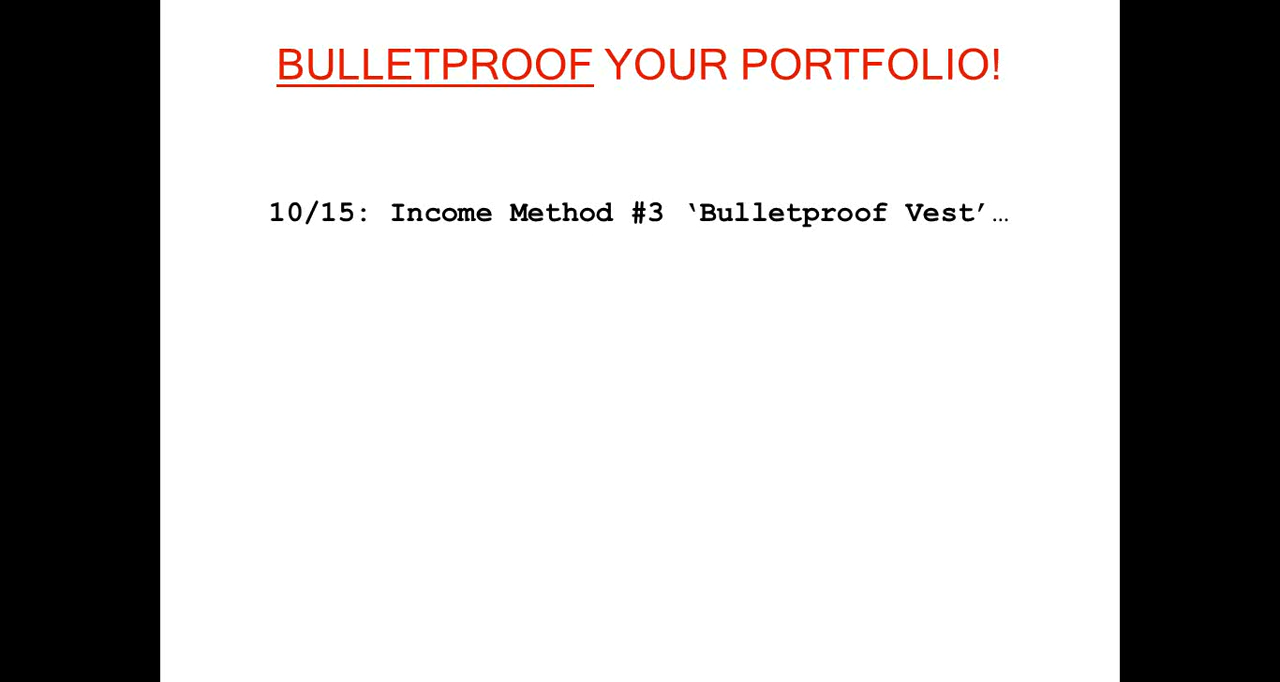 BULLETPROOF YOUR PORTFOLIO!
10/15: Income Method #3 ‘Bulletproof Vest’…